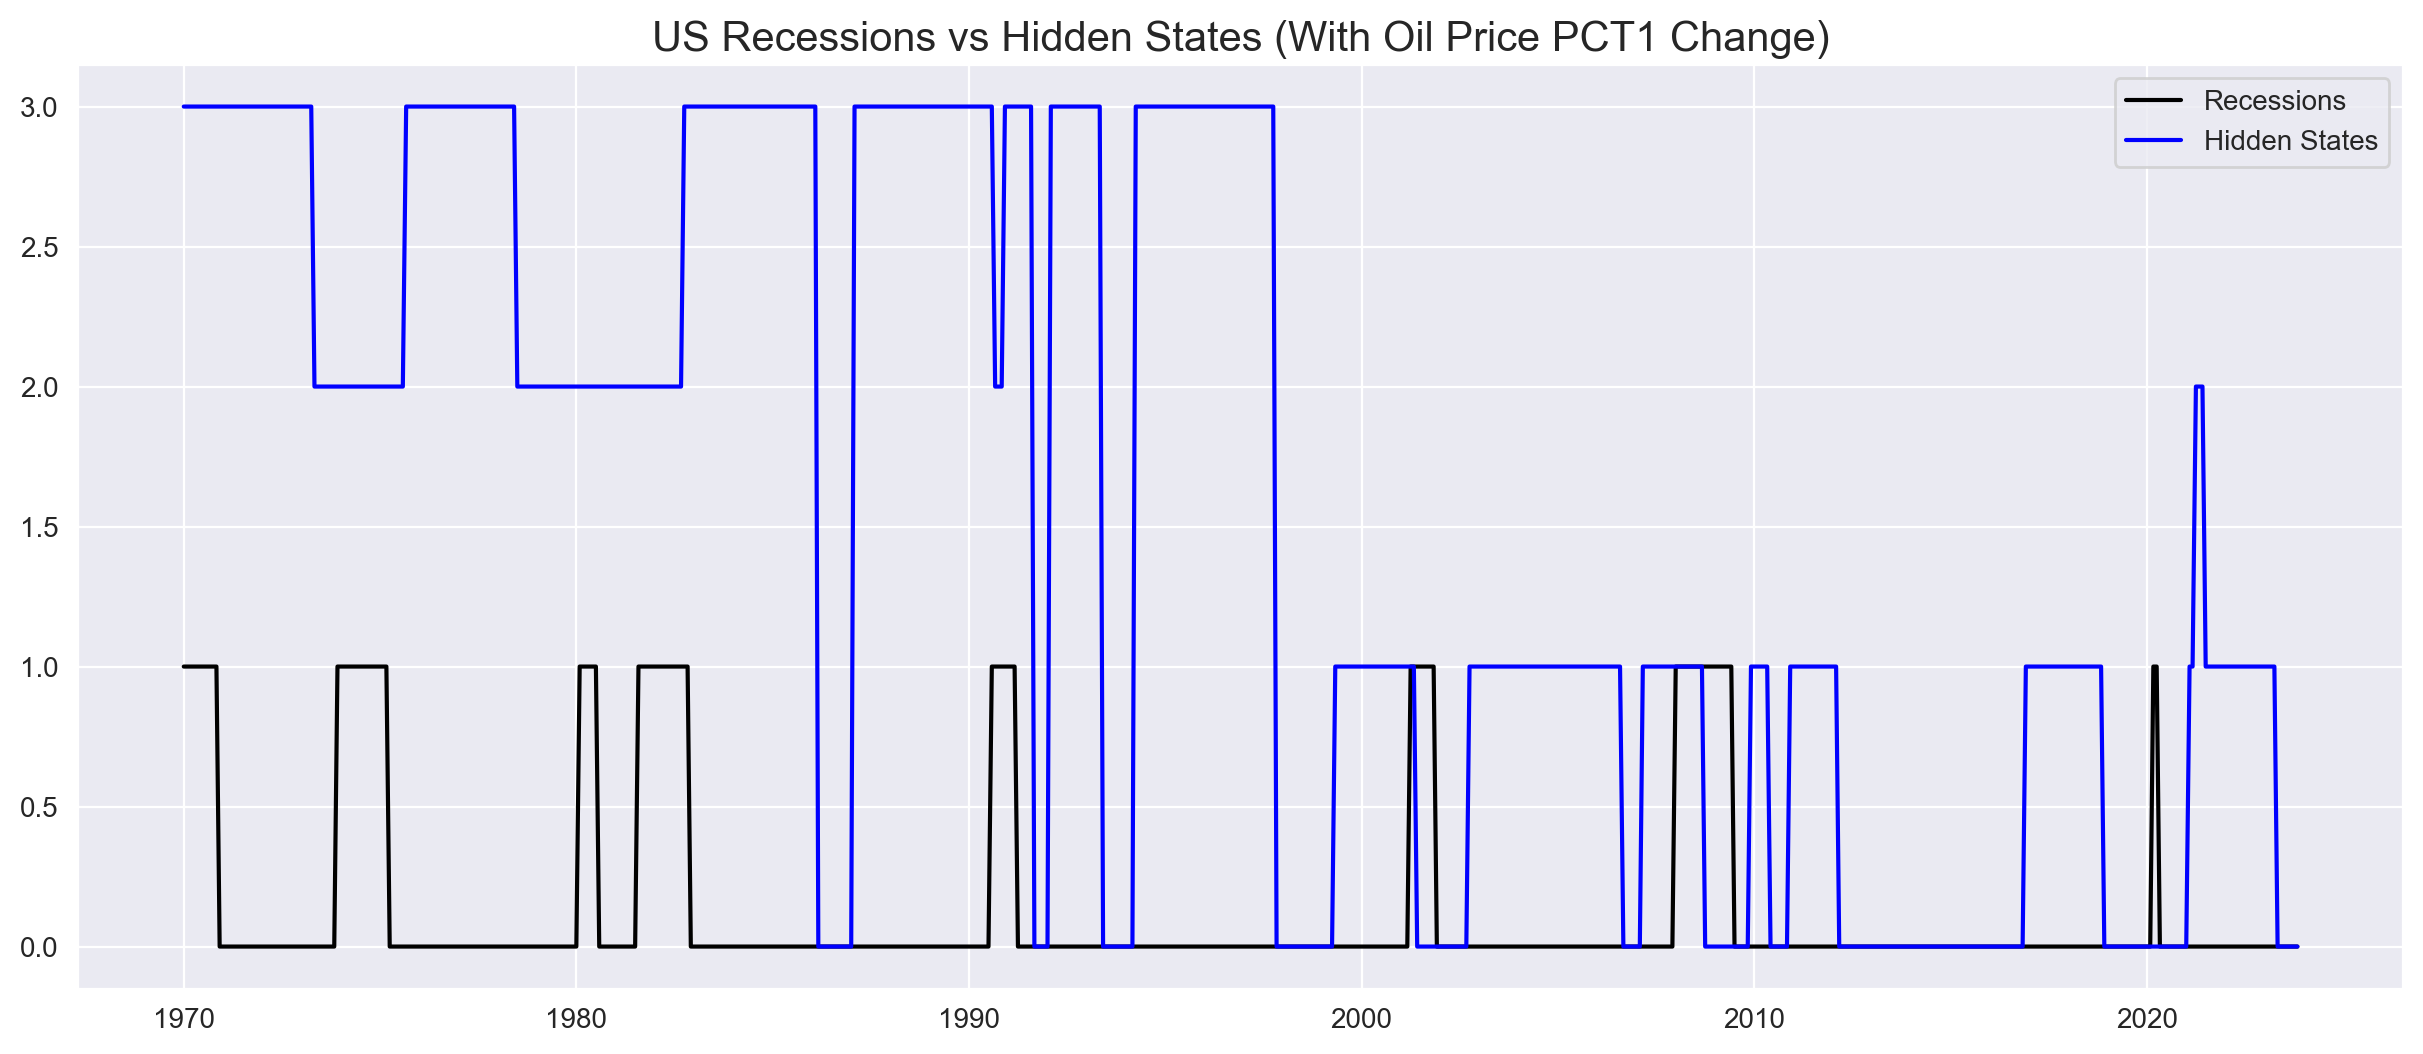 US Recessions vs Hidden States (With Oil Price PCT1 Change)
Recessions
Hidden States
3.0
2.5
2.0
1.5
1.0
0.5
0.0
1970 1980 1990 2000 2010 2020